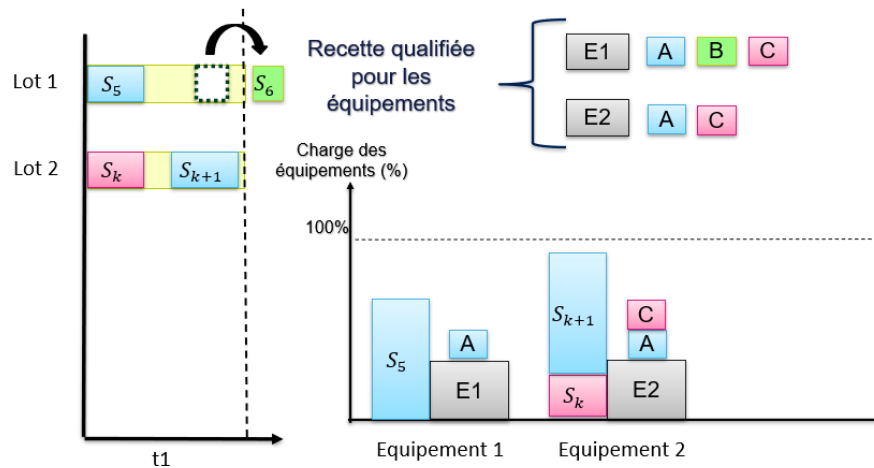 Lot 1
S₅
S₆
Lot 2
Sₖ
Sₖ₊₁
t1
Recette qualifiée
pour les
équipements
E1 A B C
E2 A C
Charge des
équipements (%)
100%
S₅
A
E1
Sₖ₊₁
Sₖ
C
A
E2
Equipement 1
Equipement 2